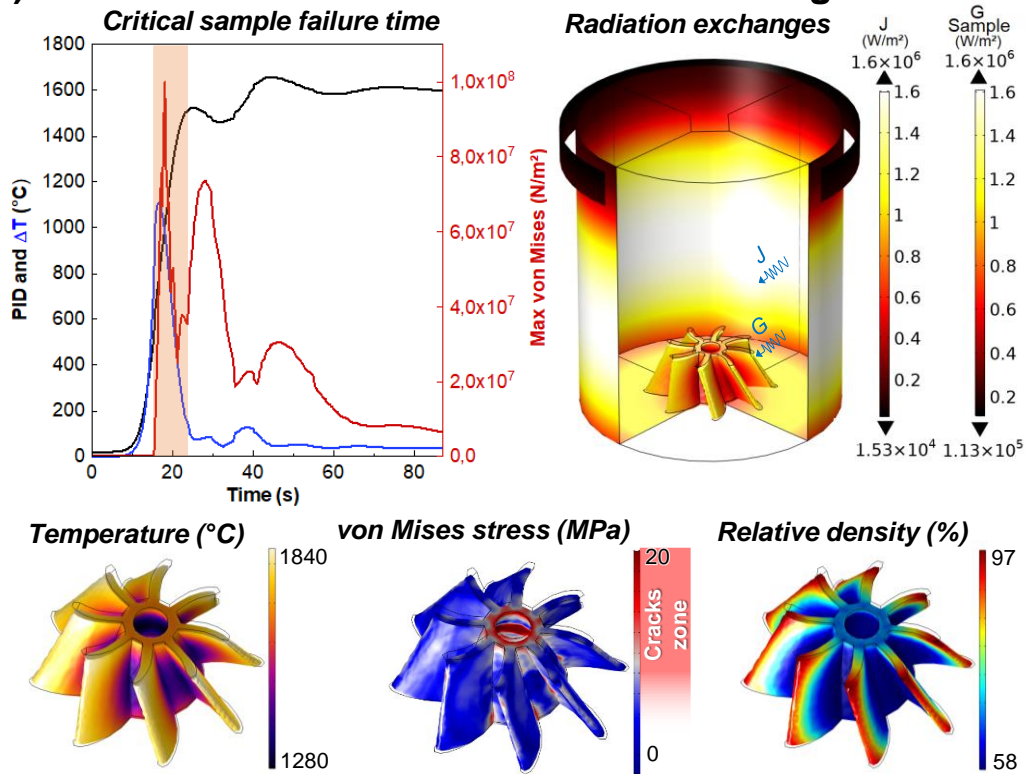 )
Critical sample failure time
Radiation exchanges
J
(W/m²)
1.6×10⁶
G
Sample
(W/m²)
1.6×10⁶
1800
1600
1400
1200
1000
800
600
400
200
0
PID and ΔT (°C)
1,0x10⁸
8,0x10⁷
6,0x10⁷
4,0x10⁷
2,0x10⁷
0,0
Max von Mises (N/m²)
0
20
40
60
80
Time (s)
J
G
1.6
1.4
1.2
1
0.8
0.6
0.4
0.2
1.53×10⁴
1.6
1.4
1.2
1
0.8
0.6
0.4
0.2
1.13×10⁵
Temperature (°C)
1840
1280
von Mises stress (MPa)
20
0
Cracks
zone
Relative density (%)
97
58